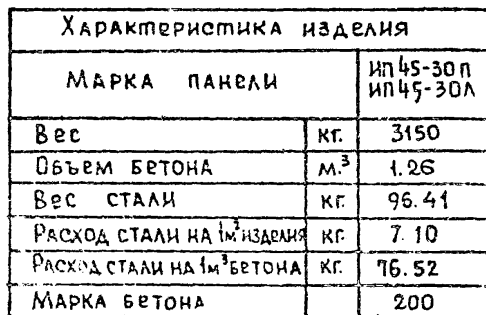 Характеристика изделия
Марка панели
ИП45-30П
ИП45-30Л
Вес кг. 3150
Объем бетона м.³ 1.26
Вес стали кг. 96.41
Расход стали на 1м² изделия кг. 7.10
Расход стали на 1м³ бетона кг. 76.52
Марка бетона 200